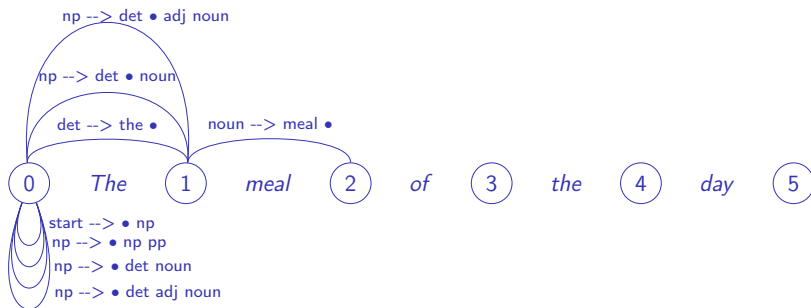 np --> det • adj noun
np --> det • noun
det --> the • noun --> meal •
0 The 1 meal 2 of 3 the 4 day 5
start --> • np
np --> • np pp
np --> • det noun
np --> • det adj noun